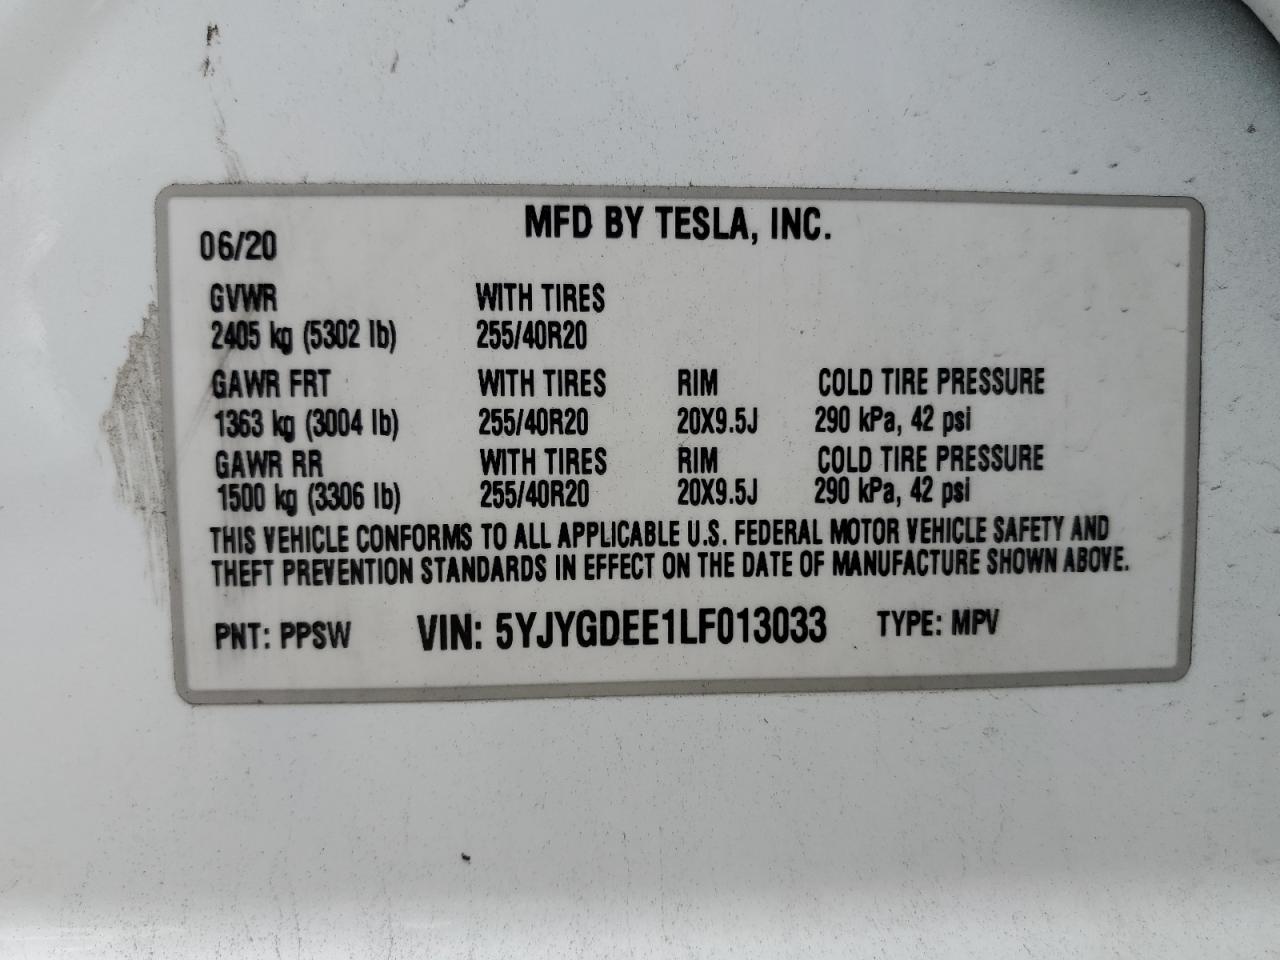 MFD BY TESLA, INC.
06/20
GVWR WITH TIRES
2405 kg (5302 lb) 255/40R20
GAWR FRT WITH TIRES RIM COLD TIRE PRESSURE
1363 kg (3004 lb) 255/40R20 20X9.5J 290 kPa, 42 psi
GAWR RR WITH TIRES RIM COLD TIRE PRESSURE
1500 kg (3306 lb) 255/40R20 20X9.5J 290 kPa, 42 psi
THIS VEHICLE CONFORMS TO ALL APPLICABLE U.S. FEDERAL MOTOR VEHICLE SAFETY AND
THEFT PREVENTION STANDARDS IN EFFECT ON THE DATE OF MANUFACTURE SHOWN ABOVE.
PNT: PPSW VIN: 5YJYGDEE1LF013033 TYPE: MPV